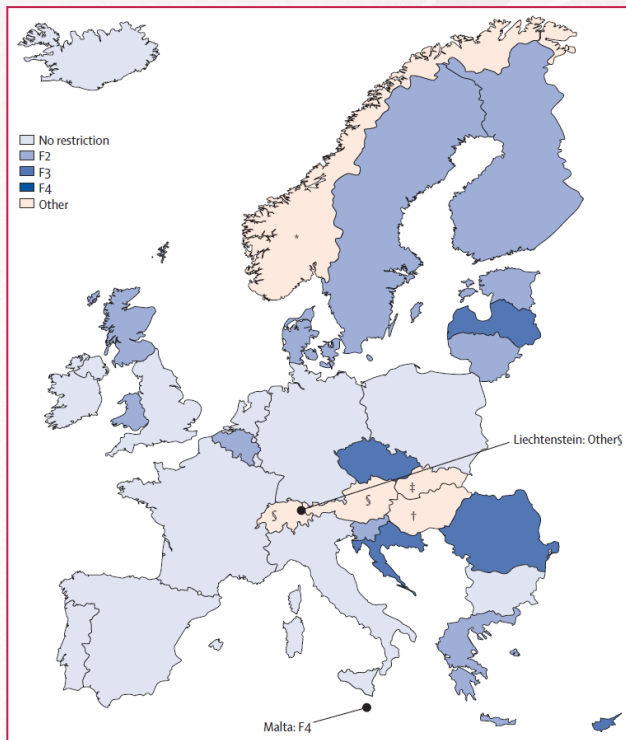 No restriction
F2
F3
F4
Other
*
Liechtenstein: Other§
‡
§
§
†
Malta: F4